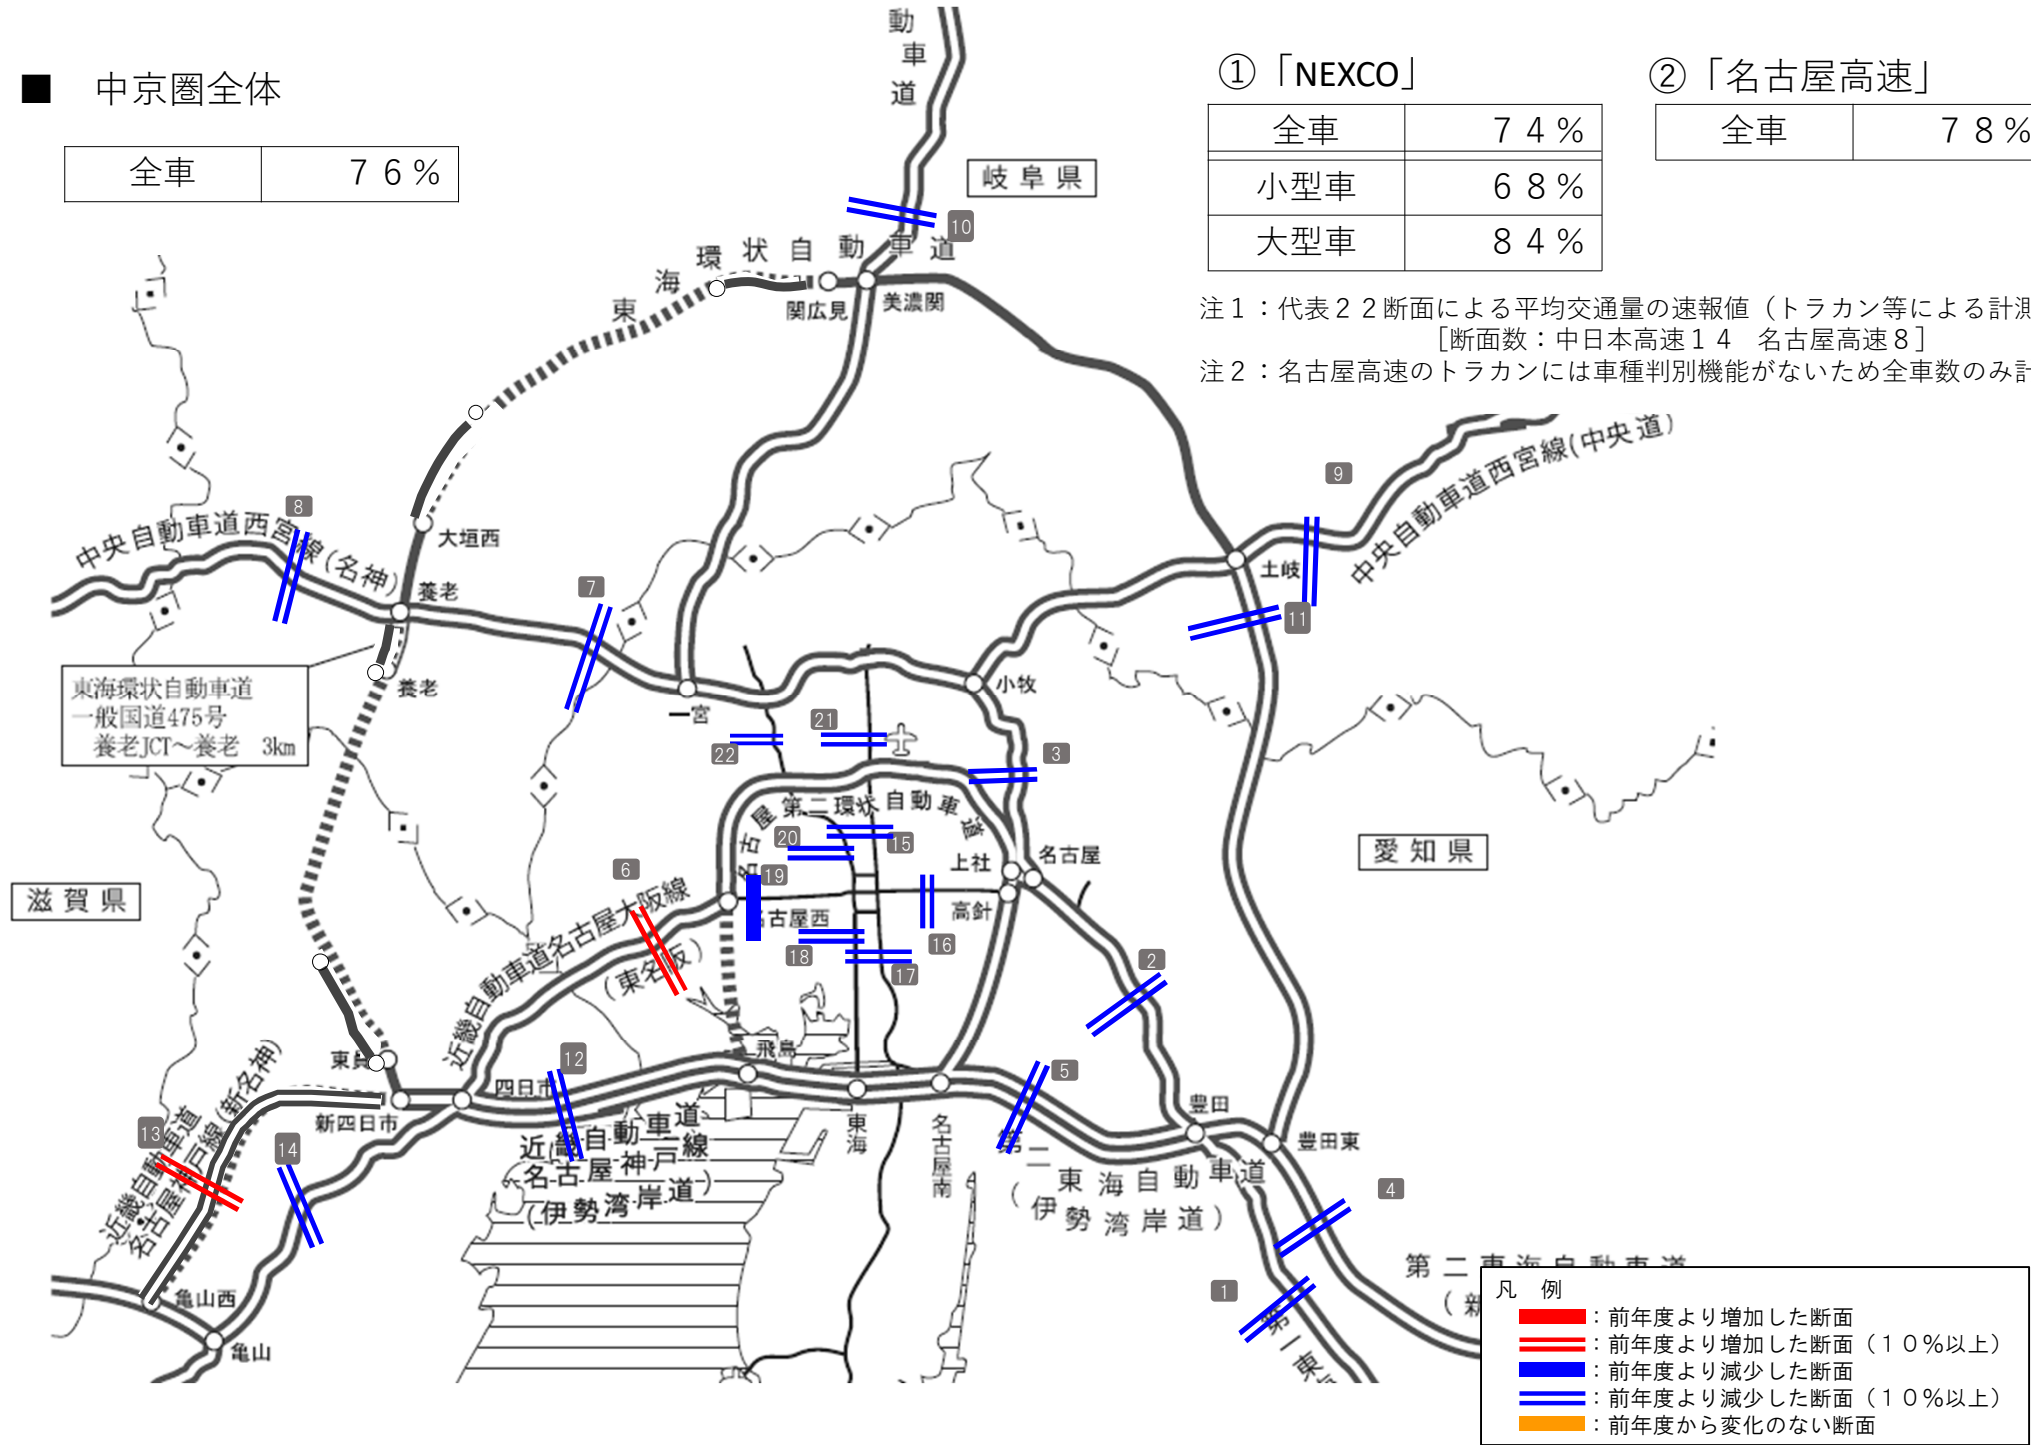 ■ 中京圏全体
全車 ７６％
①「NEXCO」
全車 ７４％
小型車 ６８％
大型車 ８４％
②「名古屋高速」
全車 ７８％
注１：代表２２断面による平均交通量の速報値（トラカン等による計測
［断面数：中日本高速１４　名古屋高速８］
注２：名古屋高速のトラカンには車種判別機能がないため全車数のみ計
動車道
岐阜県
10
東海環状自動車道
関広見
美濃関
9
中央自動車道西宮線(中央道)
8
中央自動車道西宮線(名神)
大垣西
養老
7
土岐
11
東海環状自動車道
一般国道475号
養老JCT～養老　3km
養老
小牧
一宮
21
22
3
名古屋第二環状自動車道
20
15
上社
名古屋
愛知県
6
19
滋賀県
名古屋西
高針
16
18
17
近畿自動車道名古屋大阪線
(東名阪)
2
飛島
東員
12
四日市
5
新四日市
豊田
豊田東
東海
名古屋南
13
14
近畿自動車道
名古屋神戸線(新名神)
近畿自動車道
名古屋神戸線
(伊勢湾岸道)
第二東海自動車道
(伊勢湾岸道)
4
1
亀山西
亀山
第一東
第二東海自動車道
(新
凡　例
：前年度より増加した断面
：前年度より増加した断面（１０％以上）
：前年度より減少した断面
：前年度より減少した断面（１０％以上）
：前年度から変化のない断面